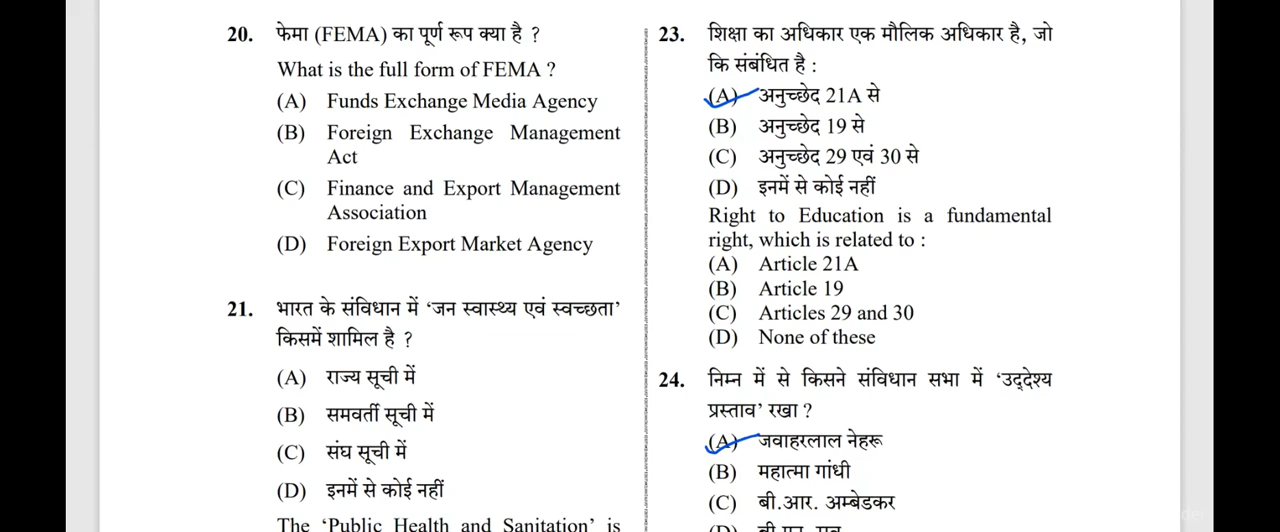 20. फेमा (FEMA) का पूर्ण रूप क्या है ?
What is the full form of FEMA ?
(A) Funds Exchange Media Agency
(B) Foreign Exchange Management
Act
(C) Finance and Export Management
Association
(D) Foreign Export Market Agency
21. भारत के संविधान में ‘जन स्वास्थ्य एवं स्वच्छता’
किसमें शामिल है ?
(A) राज्य सूची में
(B) समवर्ती सूची में
(C) संघ सूची में
(D) इनमें से कोई नहीं
The ‘Public Health and Sanitation’ is
23. शिक्षा का अधिकार एक मौलिक अधिकार है, जो
कि संबंधित है :
(A) अनुच्छेद 21A से
(B) अनुच्छेद 19 से
(C) अनुच्छेद 29 एवं 30 से
(D) इनमें से कोई नहीं
Right to Education is a fundamental
right, which is related to :
(A) Article 21A
(B) Article 19
(C) Articles 29 and 30
(D) None of these
24. निम्न में से किसने संविधान सभा में ‘उद्देश्य
प्रस्ताव’ रखा ?
(A) जवाहरलाल नेहरू
(B) महात्मा गांधी
(C) बी.आर. अम्बेडकर